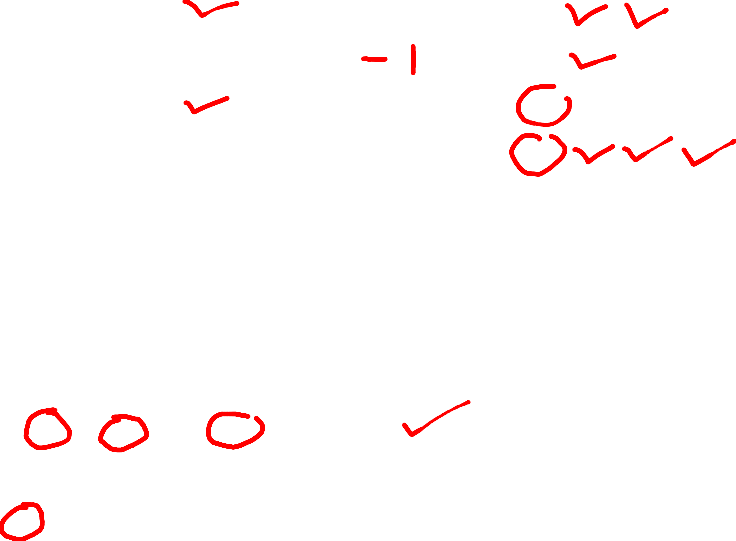 ✓ ✓ ✓
-1 ✓
✓ ○
○ ✓ ✓ ✓
○ ○ ○ ✓
○